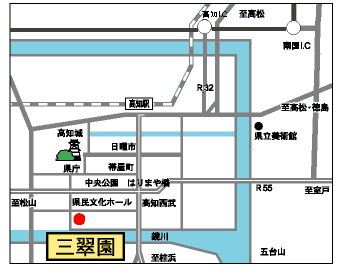 高知I.C 至高松
南国I.C
R32
高知駅
至高松・徳島
高知城
県立美術館
日曜市
帯屋町
県庁
中央公園 はりまや橋
R55
至室戸
至松山
県民文化ホール
高知西武
三翠園
鏡川
五台山
至桂浜